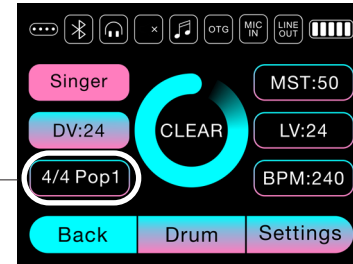 OTG
MIC
IN
LINE
OUT
Singer
MST:50
DV:24
CLEAR
LV:24
4/4 Pop1
BPM:240
Back
Drum
Settings